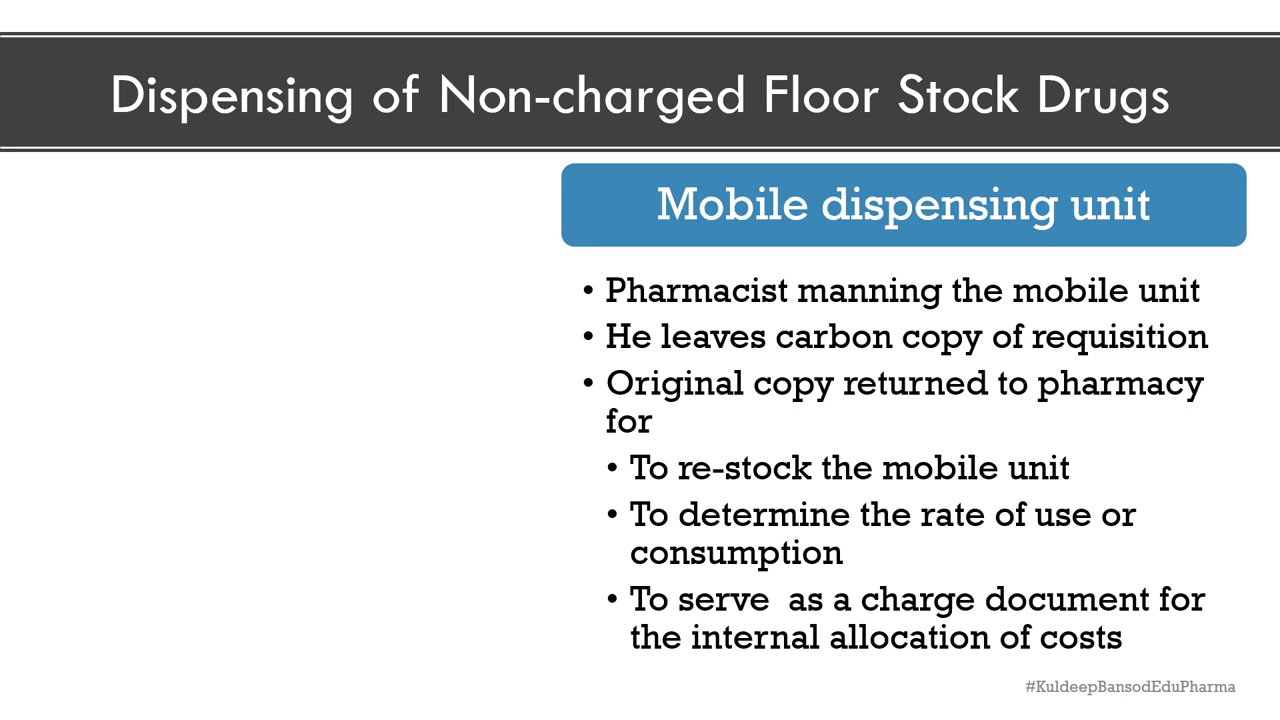 Dispensing of Non-charged Floor Stock Drugs
Mobile dispensing unit
• Pharmacist manning the mobile unit
• He leaves carbon copy of requisition
• Original copy returned to pharmacy
for
• To re-stock the mobile unit
• To determine the rate of use or
consumption
• To serve  as a charge document for
the internal allocation of costs
#KuldeepBansodEduPharma